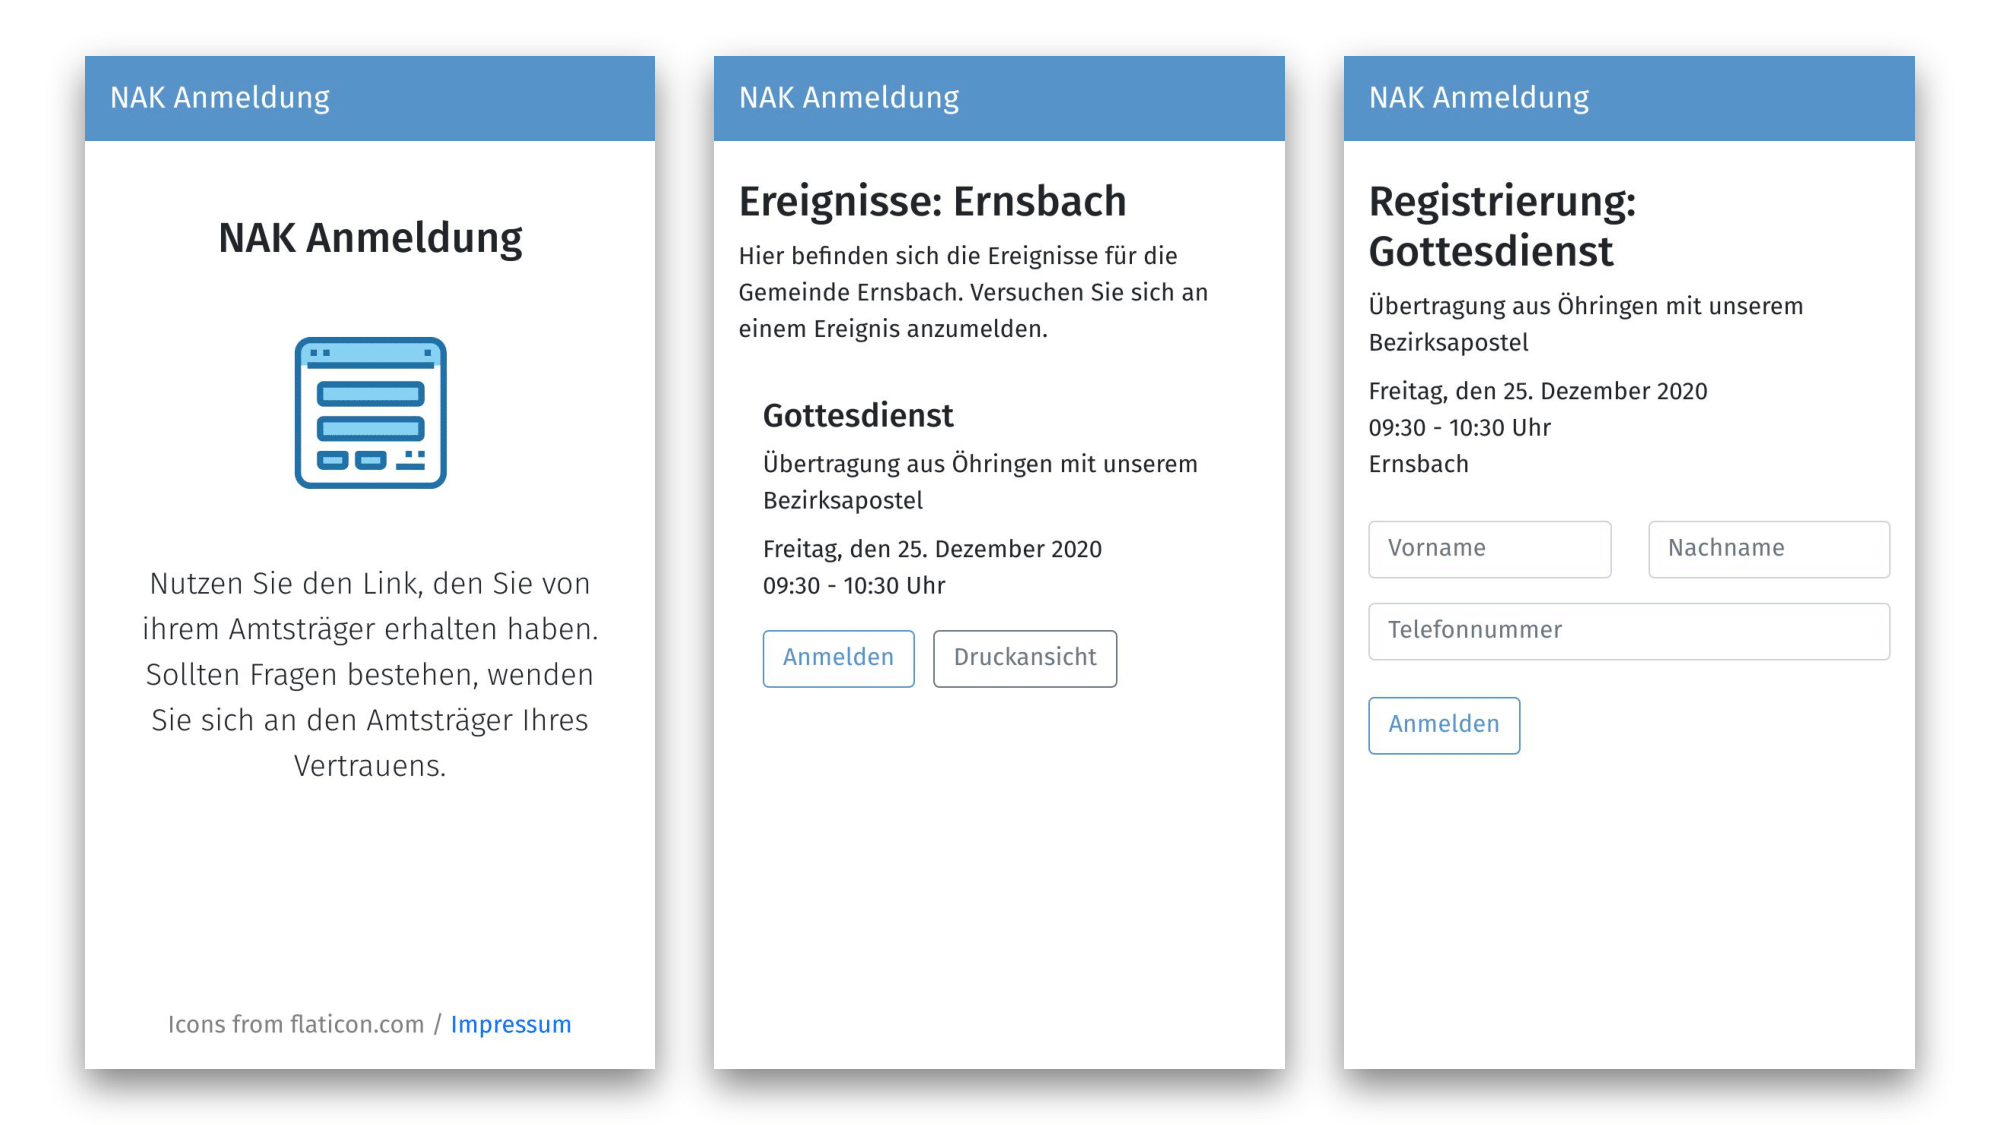 NAK Anmeldung
NAK Anmeldung
Nutzen Sie den Link, den Sie von
ihrem Amtsträger erhalten haben.
Sollten Fragen bestehen, wenden
Sie sich an den Amtsträger Ihres
Vertrauens.
Icons from flaticon.com / Impressum
NAK Anmeldung
Ereignisse: Ernsbach
Hier befinden sich die Ereignisse für die
Gemeinde Ernsbach. Versuchen Sie sich an
einem Ereignis anzumelden.
Gottesdienst
Übertragung aus Öhringen mit unserem
Bezirksapostel
Freitag, den 25. Dezember 2020
09:30 - 10:30 Uhr
Anmelden Druckansicht
NAK Anmeldung
Registrierung:
Gottesdienst
Übertragung aus Öhringen mit unserem
Bezirksapostel
Freitag, den 25. Dezember 2020
09:30 - 10:30 Uhr
Ernsbach
Vorname Nachname
Telefonnummer
Anmelden